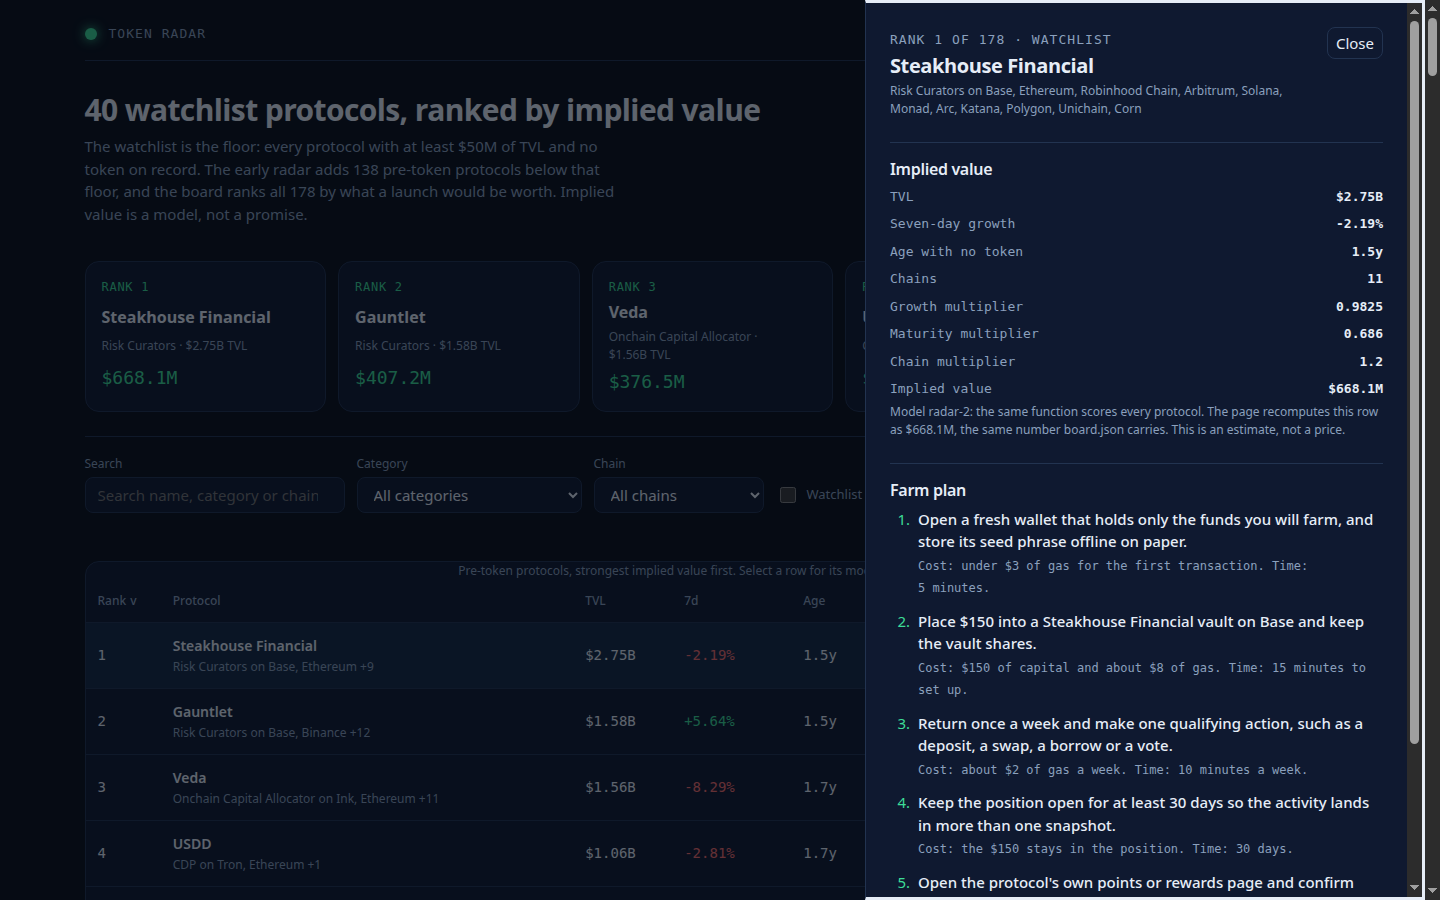 TOKEN RADAR
40 watchlist protocols, ranked by implied value
The watchlist is the floor: every protocol with at least $50M of TVL and no
token on record. The early radar adds 138 pre-token protocols below that
floor, and the board ranks all 178 by what a launch would be worth. Implied
value is a model, not a promise.
RANK 1
Steakhouse Financial
Risk Curators · $2.75B TVL
$668.1M
RANK 2
Gauntlet
Risk Curators · $1.58B TVL
$407.2M
RANK 3
Veda
Onchain Capital Allocator ·
$1.56B TVL
$376.5M
Search
Search name, category or chain
Category
All categories
Chain
All chains
Watchlist
Pre-token protocols, strongest implied value first. Select a row for its mo
Rank v
Protocol
TVL
7d
Age
1
Steakhouse Financial
Risk Curators on Base, Ethereum +9
$2.75B
-2.19%
1.5y
2
Gauntlet
Risk Curators on Base, Binance +12
$1.58B
+5.64%
1.5y
3
Veda
Onchain Capital Allocator on Ink, Ethereum +11
$1.56B
-8.29%
1.7y
4
USDD
CDP on Tron, Ethereum +1
$1.06B
-2.81%
1.7y
RANK 1 OF 178 · WATCHLIST
Close
Steakhouse Financial
Risk Curators on Base, Ethereum, Robinhood Chain, Arbitrum, Solana,
Monad, Arc, Katana, Polygon, Unichain, Corn
Implied value
TVL $2.75B
Seven-day growth -2.19%
Age with no token 1.5y
Chains 11
Growth multiplier 0.9825
Maturity multiplier 0.686
Chain multiplier 1.2
Implied value $668.1M
Model radar-2: the same function scores every protocol. The page recomputes this row
as $668.1M, the same number board.json carries. This is an estimate, not a price.
Farm plan
1. Open a fresh wallet that holds only the funds you will farm, and
store its seed phrase offline on paper.
Cost: under $3 of gas for the first transaction. Time:
5 minutes.
2. Place $150 into a Steakhouse Financial vault on Base and keep
the vault shares.
Cost: $150 of capital and about $8 of gas. Time: 15 minutes to
set up.
3. Return once a week and make one qualifying action, such as a
deposit, a swap, a borrow or a vote.
Cost: about $2 of gas a week. Time: 10 minutes a week.
4. Keep the position open for at least 30 days so the activity lands
in more than one snapshot.
Cost: the $150 stays in the position. Time: 30 days.
5. Open the protocol's own points or rewards page and confirm